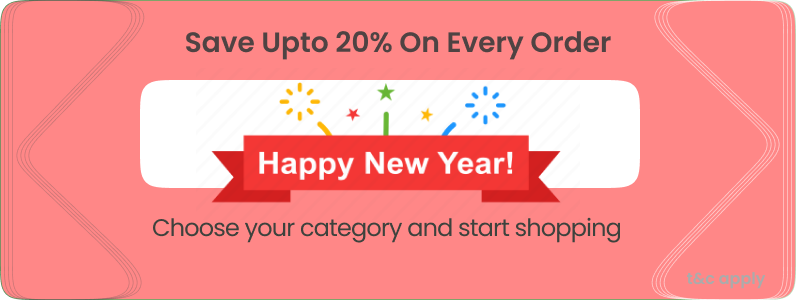 Save Upto 20% On Every Order
Happy New Year!
Choose your category and start shopping
t&c apply